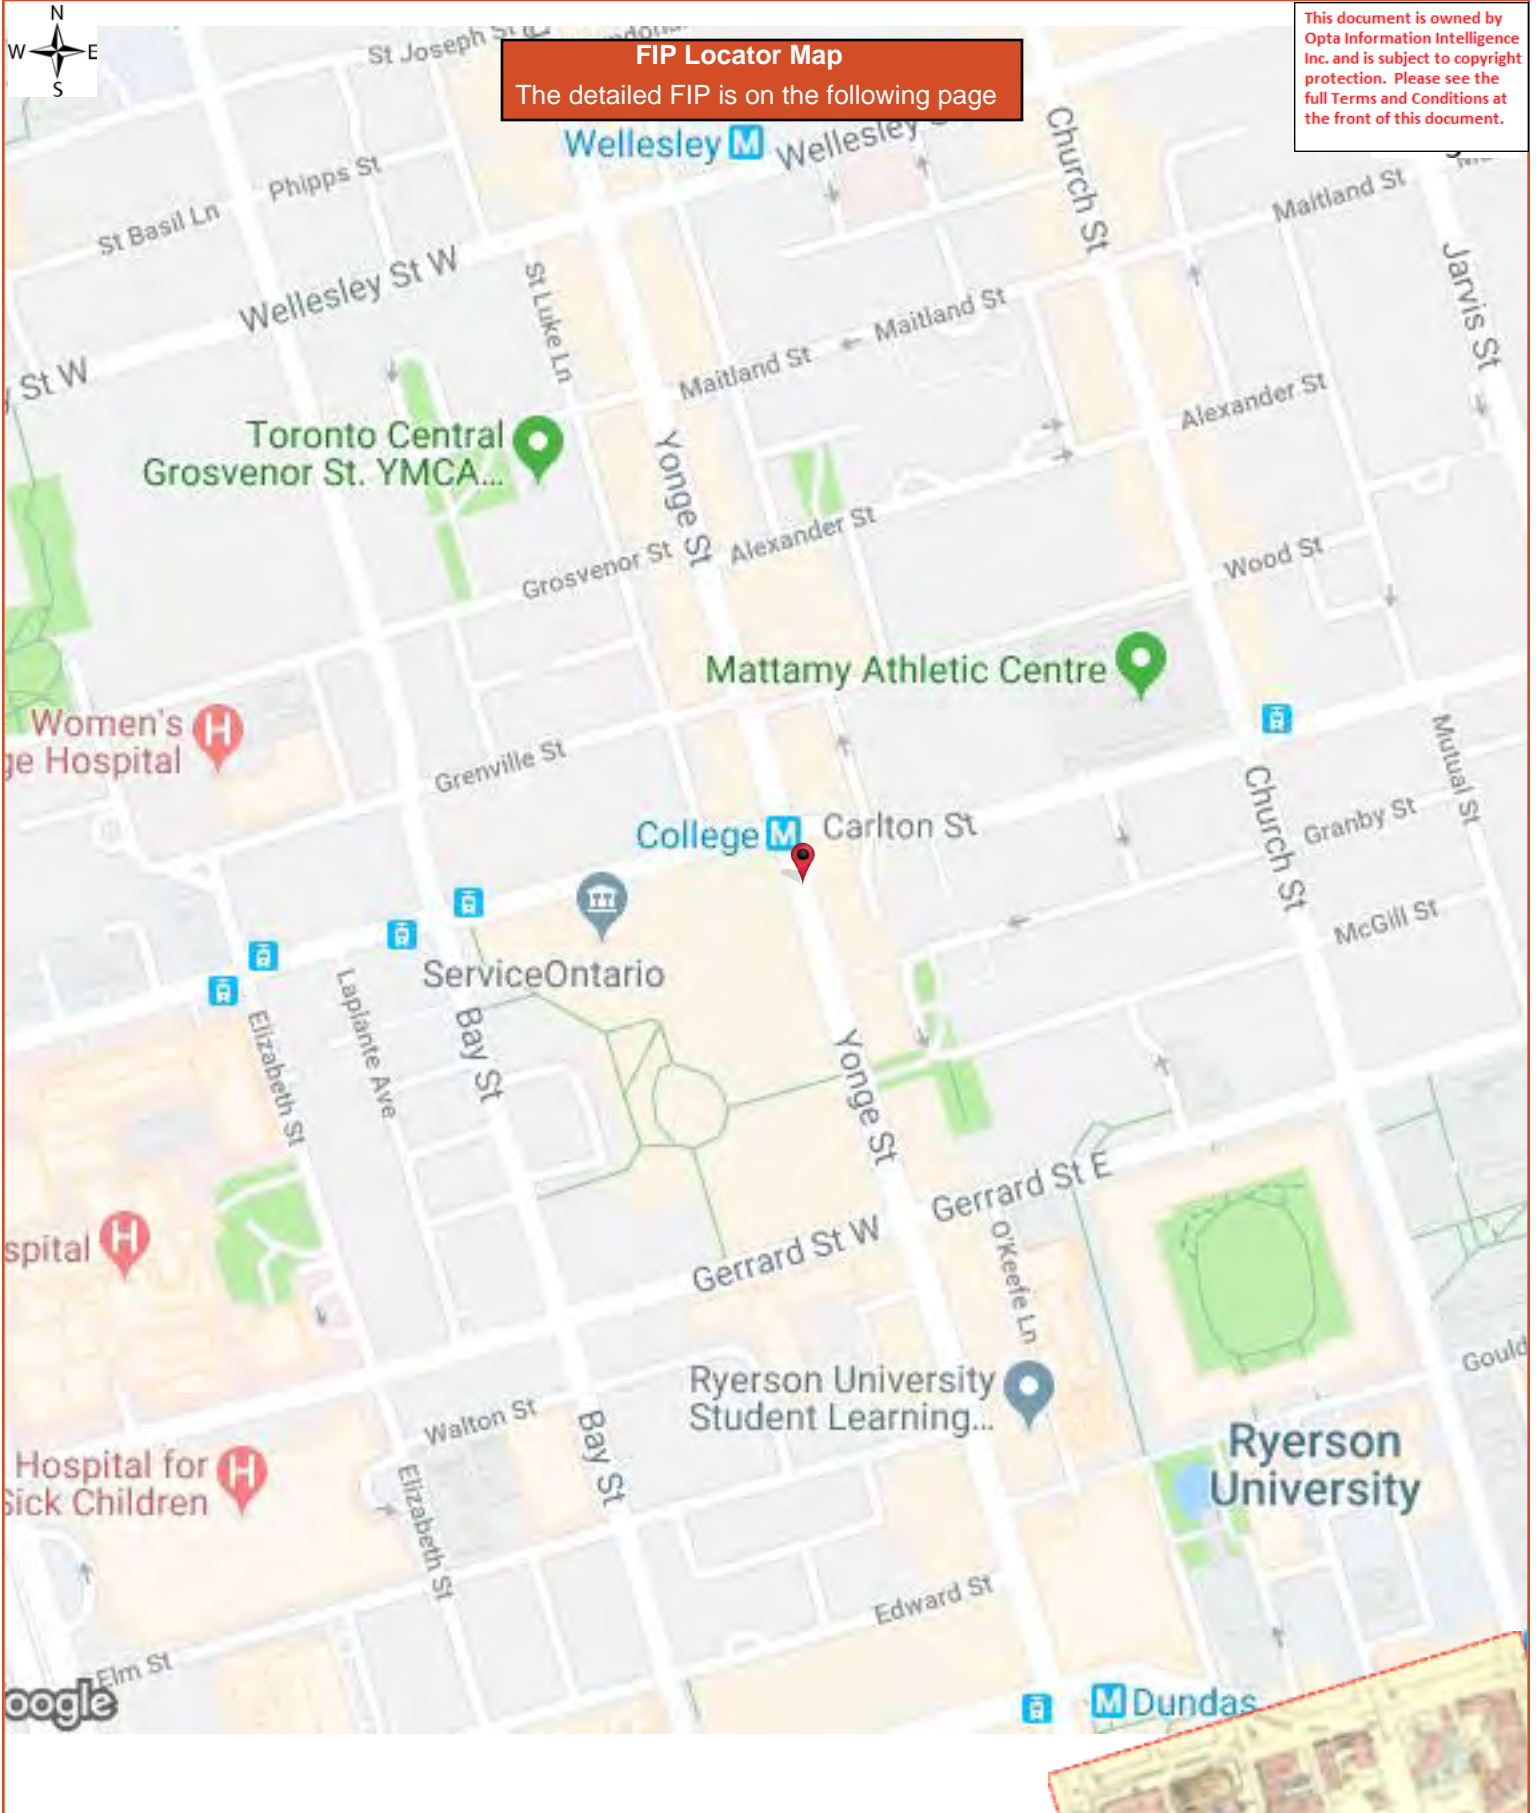 N
W E
S
FIP Locator Map
The detailed FIP is on the following page
This document is owned by
Opta Information Intelligence
Inc. and is subject to copyright
protection. Please see the
full Terms and Conditions at
the front of this document.
St Joseph St
Wellesley M
Wellesley
Church St
Phipps St
St Basil Ln
Maitland St
Wellesley St W
St Luke Ln
Jarvis St
Maitland St
Maitland St
St W
Alexander St
Toronto Central
Grosvenor St. YMCA...
Yonge St
Alexander St
Grosvenor St
Wood St
Mattamy Athletic Centre
Women's H
ge Hospital
Grenville St
Mutual St
College M
Carlton St
Church St
Granby St
McGill St
ServiceOntario
Laplante Ave
Elizabeth St
Bay St
Yonge St
Gerrard St E
spital H
Gerrard St W
O'Keefe Ln
Ryerson University
Student Learning...
Gould
Walton St
Bay St
Ryerson
University
Hospital for H
Sick Children
Elizabeth St
Edward St
Elm St
oogle
M Dundas